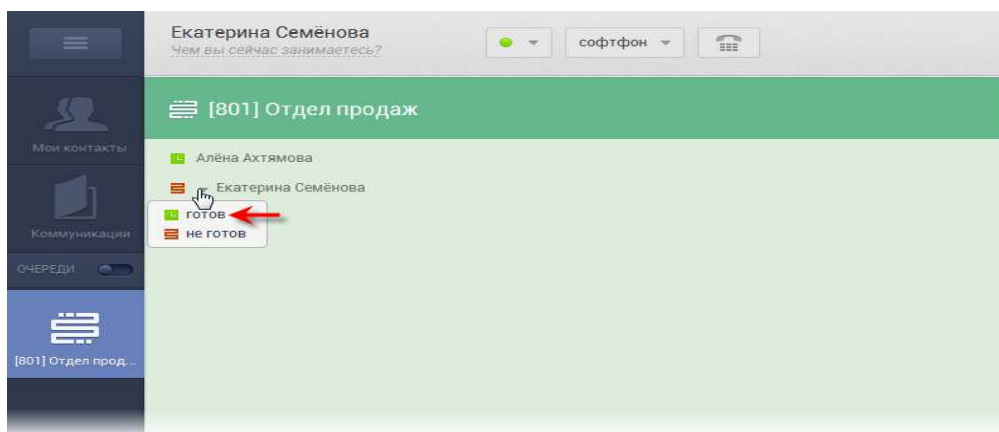 Екатерина Семёнова
Чем вы сейчас занимаетесь?
софтфон
[801] Отдел продаж
Мои контакты
Алёна Ахтямова
Екатерина Семёнова
готов
не готов
Коммуникации
ОЧЕРЕДИ
[801] Отдел прод...